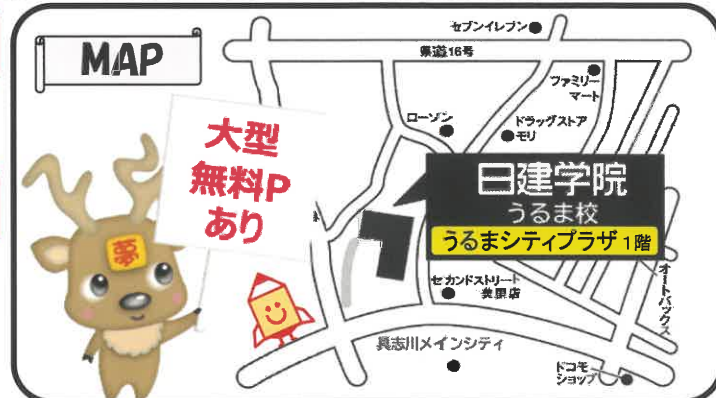 MAP
セブンイレブン
県道16号
ファミリー
マート
ローソン
ドラッグストア
モリ
大型
無料P
あり
日建学院
うるま校
うるまシティプラザ 1階
夢
セカンドストリート
美里店
オートバックス
具志川メインシティ
ドコモ
ショップ